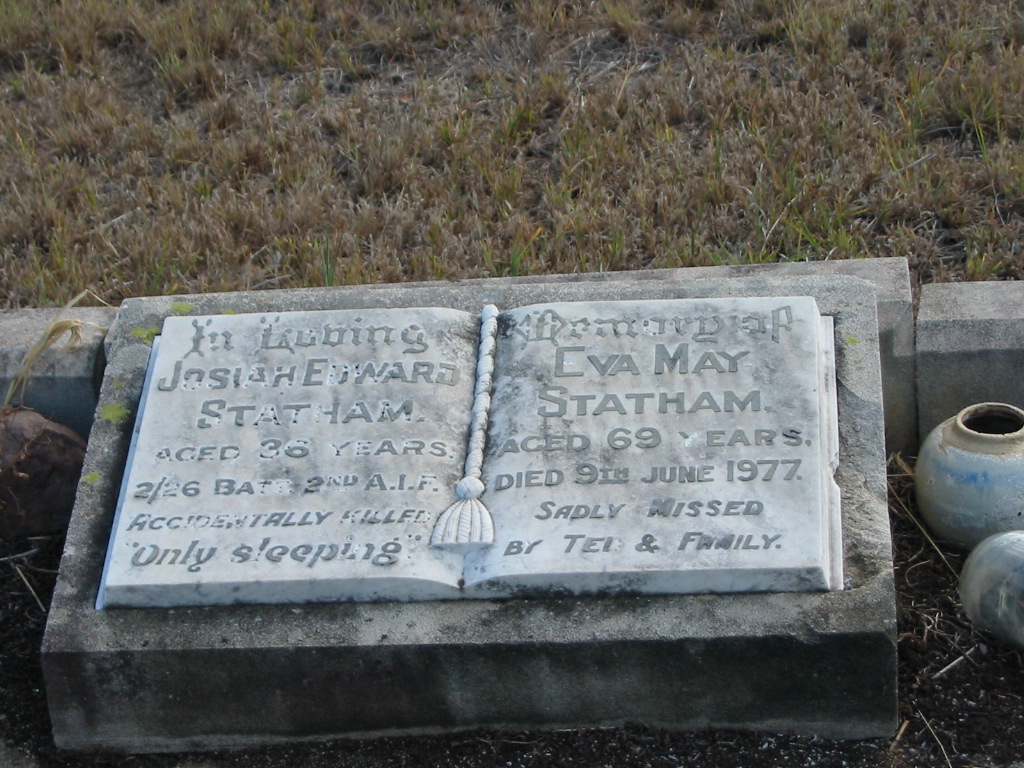 In Loving
JOSIAH EDWARD
STATHAM.
AGED 36 YEARS.
2/26 BATT. 2ND A.I.F.
ACCIDENTALLY KILLED
"Only sleeping"
Memory of
EVA MAY
STATHAM.
AGED 69 YEARS.
DIED 9TH JUNE 1977.
SADLY MISSED
BY TED & FAMILY.